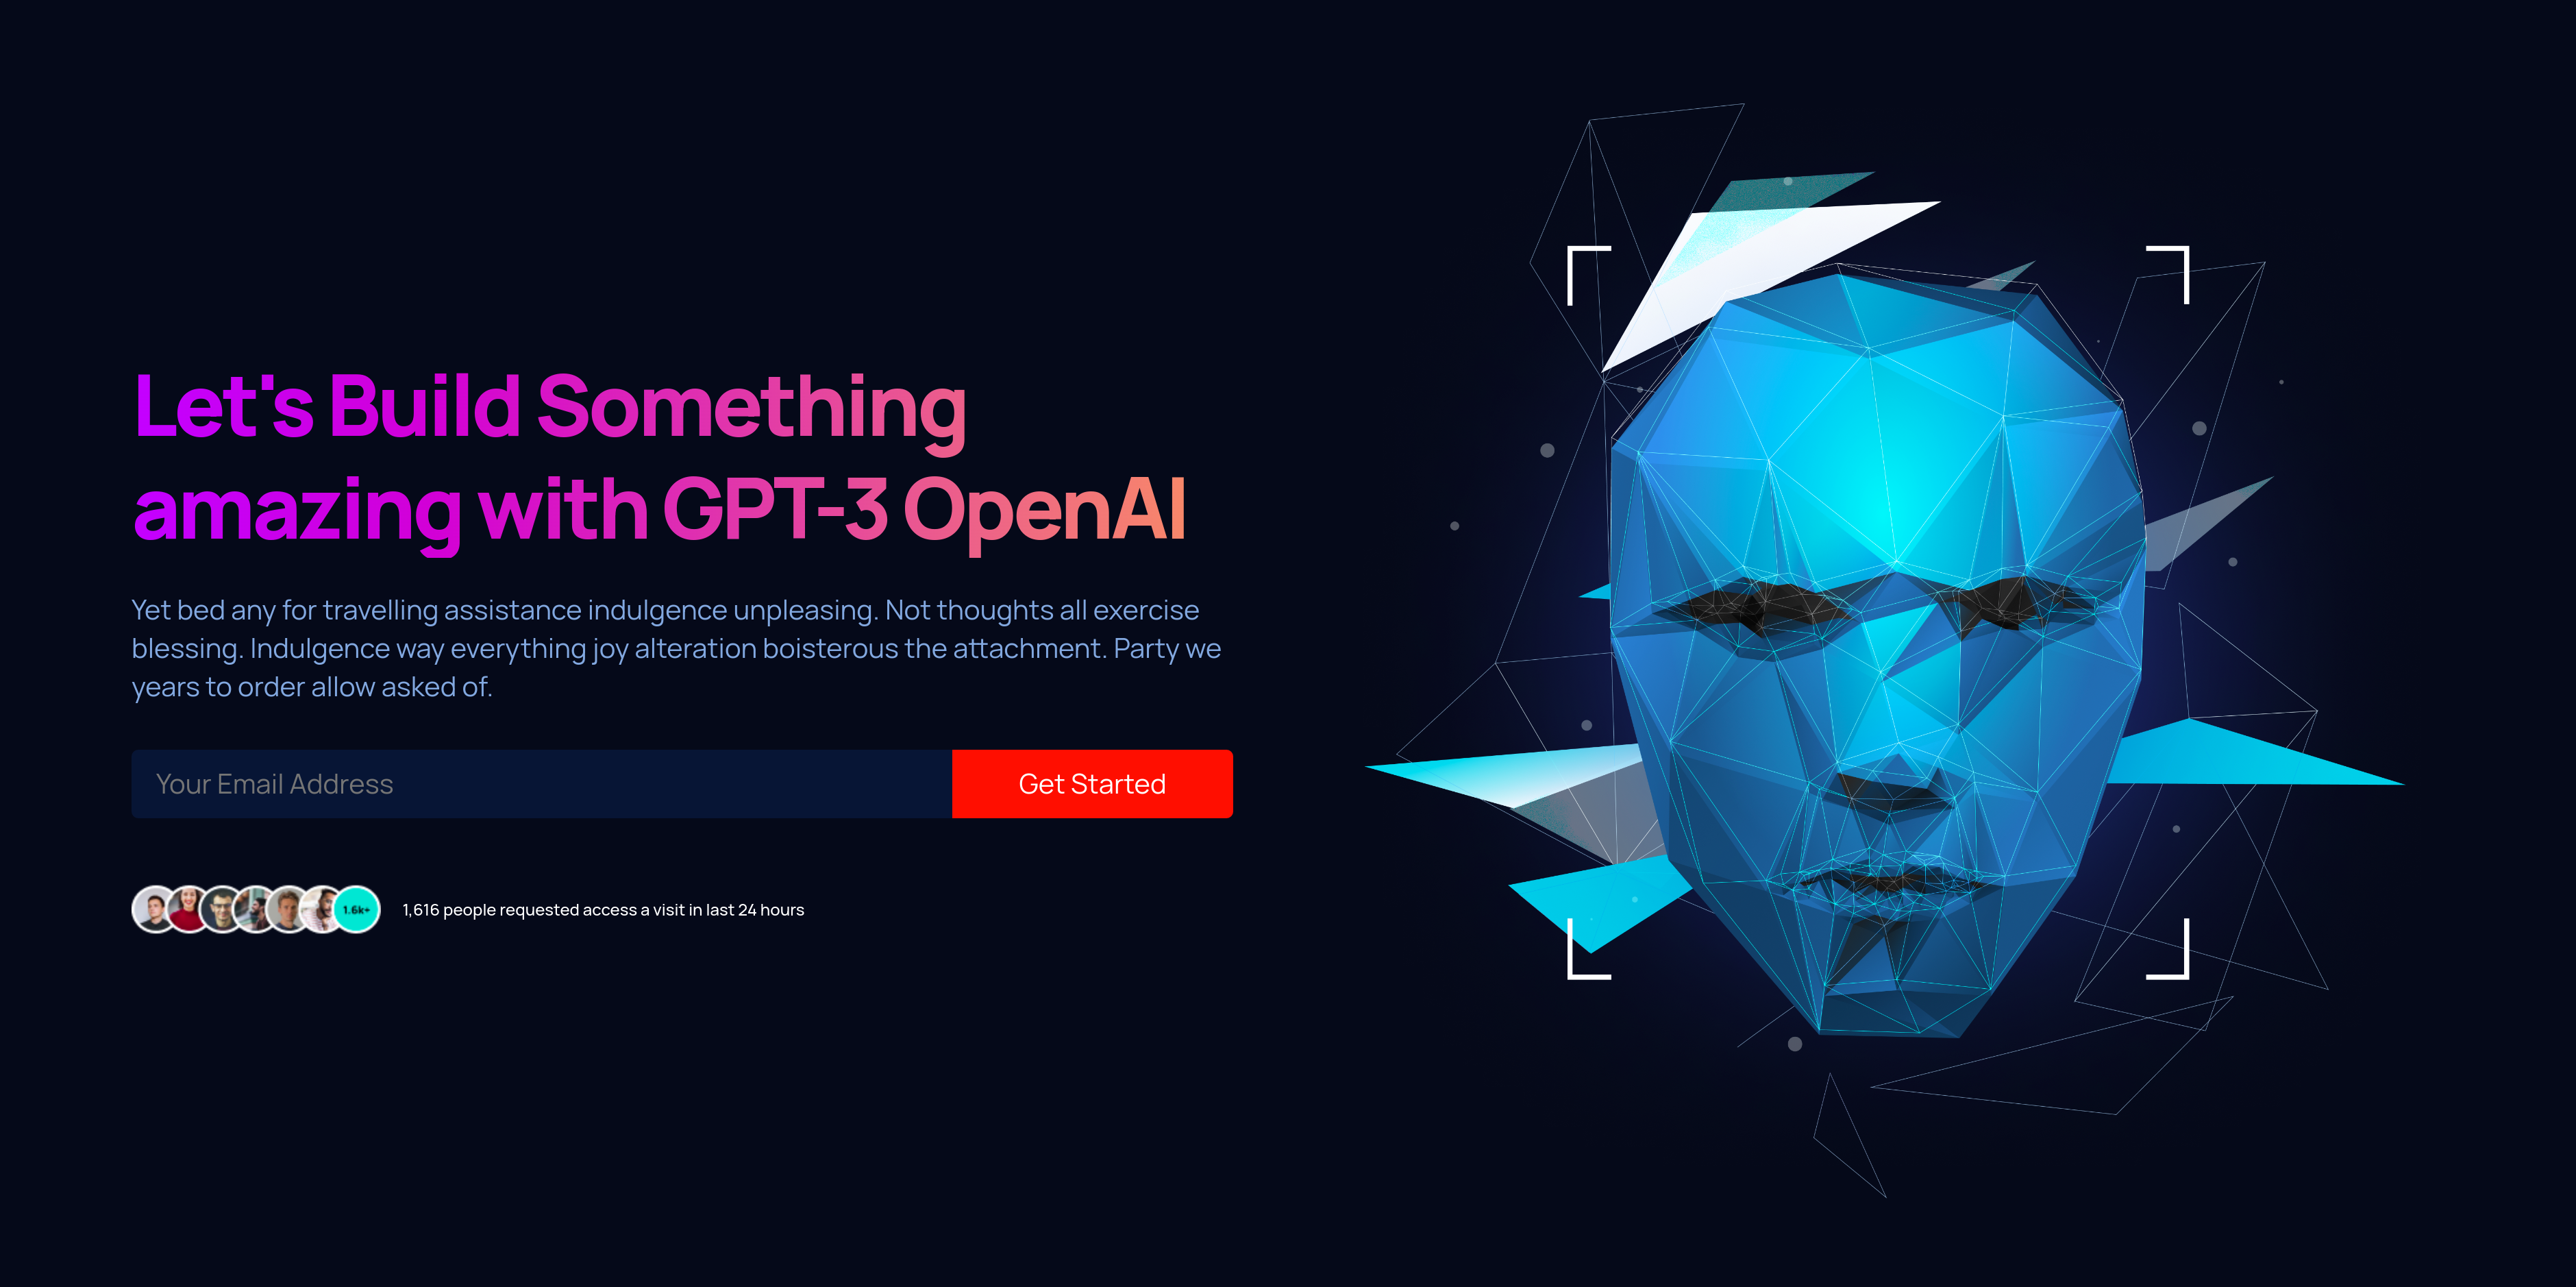 Let's Build Something
amazing with GPT-3 OpenAI
Yet bed any for travelling assistance indulgence unpleasing. Not thoughts all exercise
blessing. Indulgence way everything joy alteration boisterous the attachment. Party we
years to order allow asked of.
Your Email Address
Get Started
1.6k+
1,616 people requested access a visit in last 24 hours